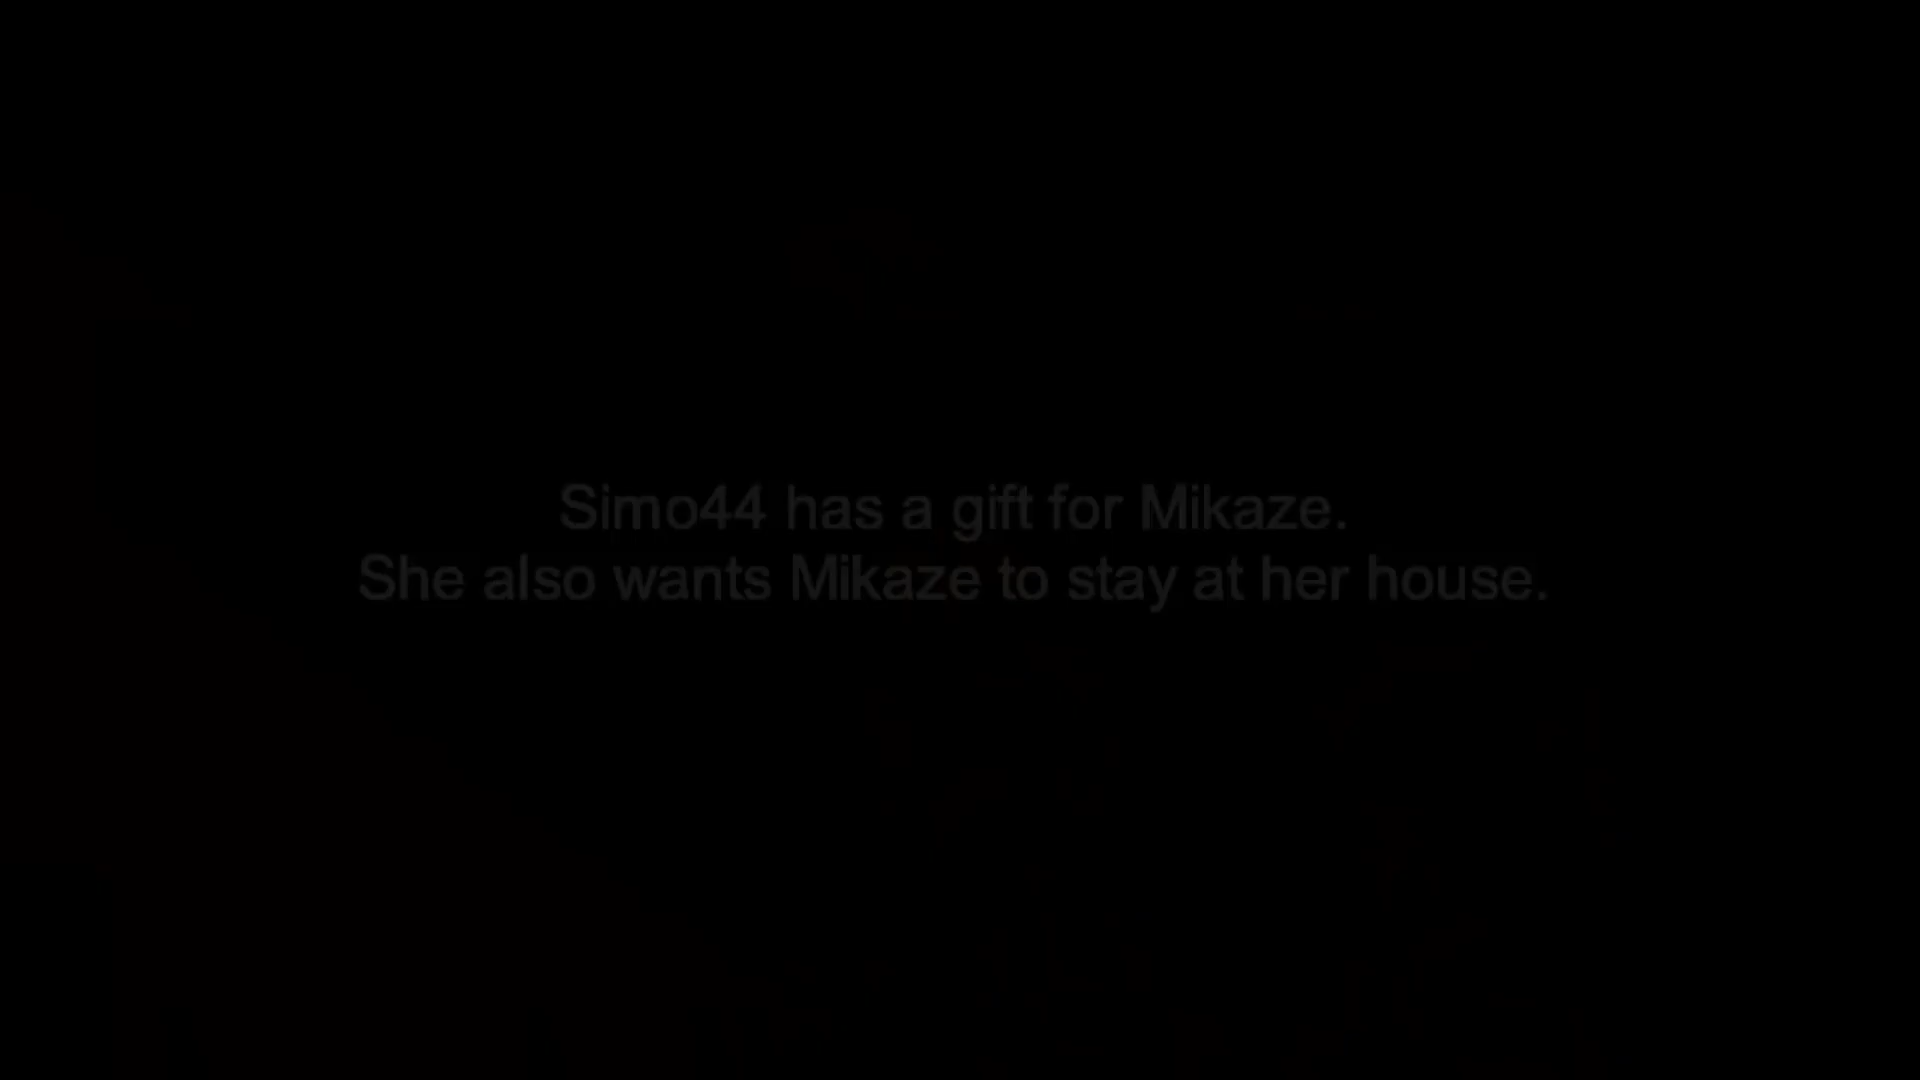 Simo44 has a gift for Mikaze.
She also wants Mikaze to stay at her house.